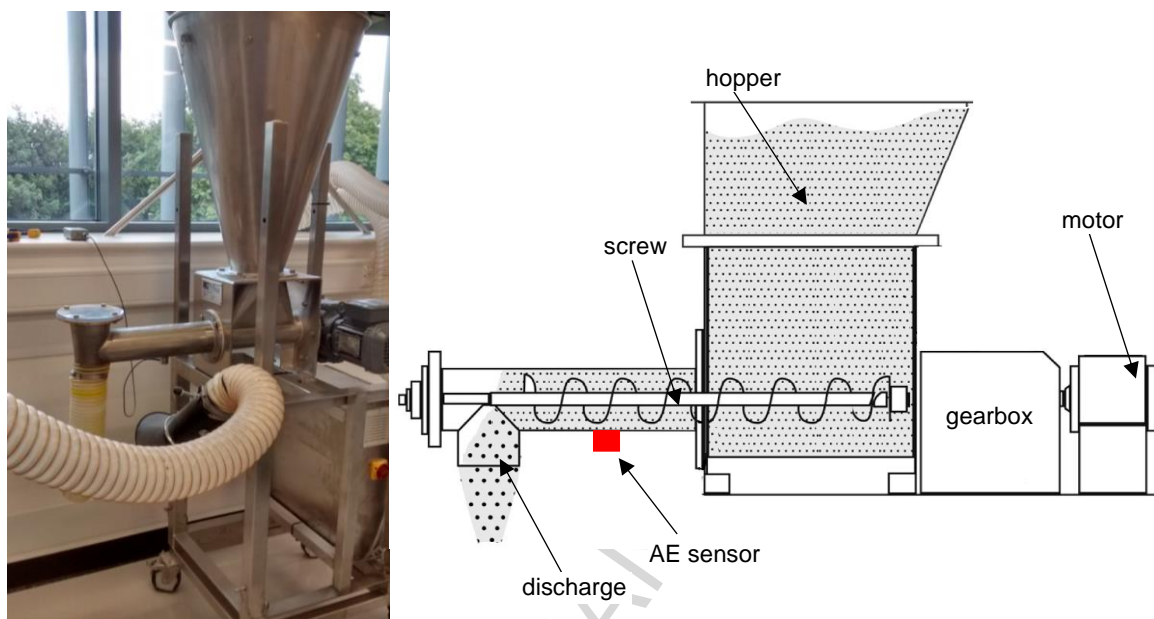 hopper
motor
screw
gearbox
AE sensor
discharge